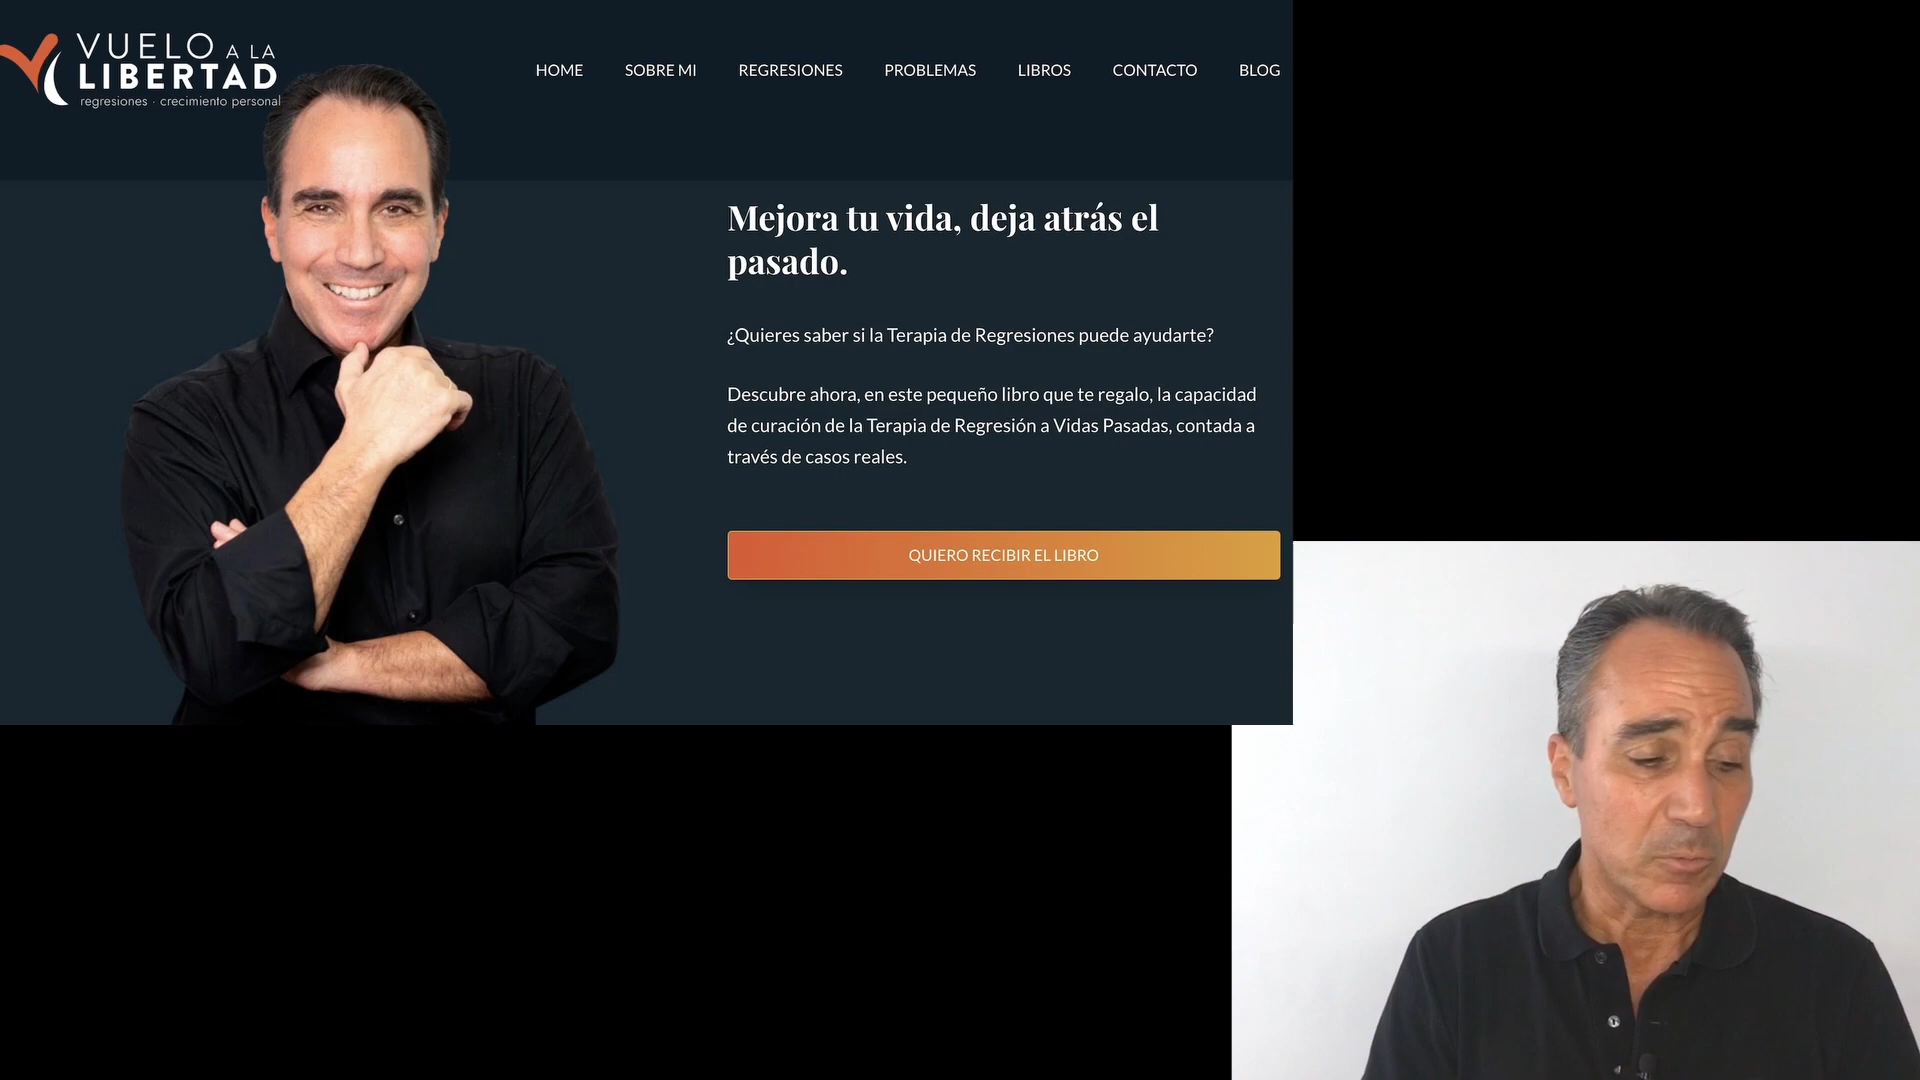 VUELO A LA
LIBERTAD
regresiones · crecimiento personal
HOME SOBRE MI REGRESIONES PROBLEMAS LIBROS CONTACTO BLOG
Mejora tu vida, deja atrás el
pasado.
¿Quieres saber si la Terapia de Regresiones puede ayudarte?
Descubre ahora, en este pequeño libro que te regalo, la capacidad
de curación de la Terapia de Regresión a Vidas Pasadas, contada a
través de casos reales.
QUIERO RECIBIR EL LIBRO